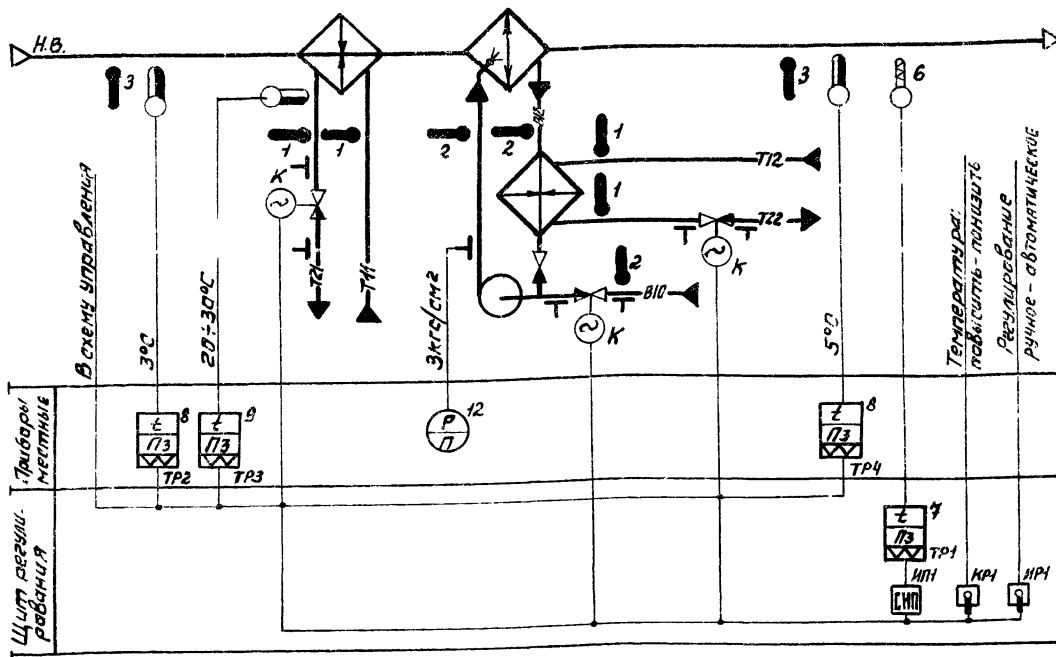 Н.В.
3
3
6
1
1
2
2
1
1
2
К
К
К
Т12
Т22
В10
Т21
Т11
В схему управления
3°С
20÷30°С
3кгс/см2
5°С
Температура:
повысить-понизить
Регулирование
ручное-автоматическое
Приборы
местные
t
ПЗ
8
ТР2
t
ПЗ
9
ТР3
Р
П
12
t
ПЗ
8
ТР4
Щит регули-
рования
t
ПЗ
7
ТР1
ИП1
СИП
КР1
ИР1